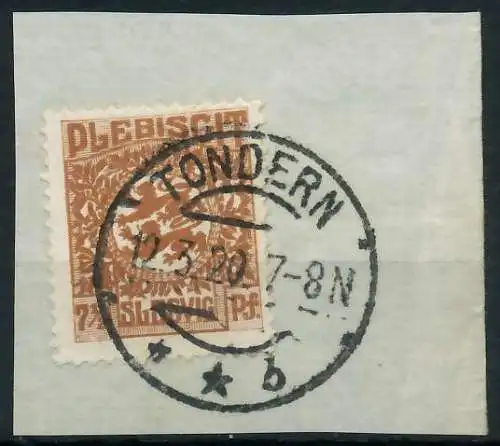 PLEBISCIT
SLESVIG
7½ Pf.
TONDERN
12.3.20. 7-8N
* * b *